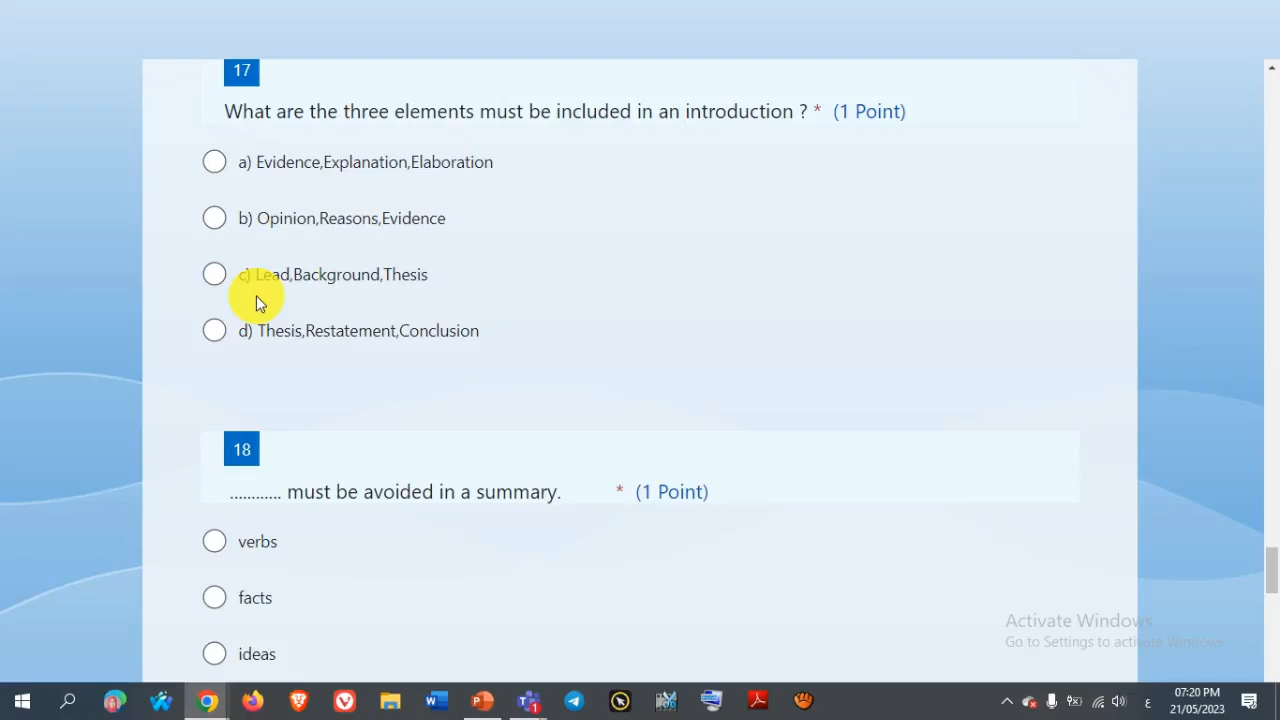 17
What are the three elements must be included in an introduction ? * (1 Point)
a) Evidence,Explanation,Elaboration
b) Opinion,Reasons,Evidence
c) Lead,Background,Thesis
d) Thesis,Restatement,Conclusion
18
............ must be avoided in a summary. * (1 Point)
verbs
facts
ideas
Activate Windows
Go to Settings to activate Windows.
07:20 PM
ع
21/05/2023